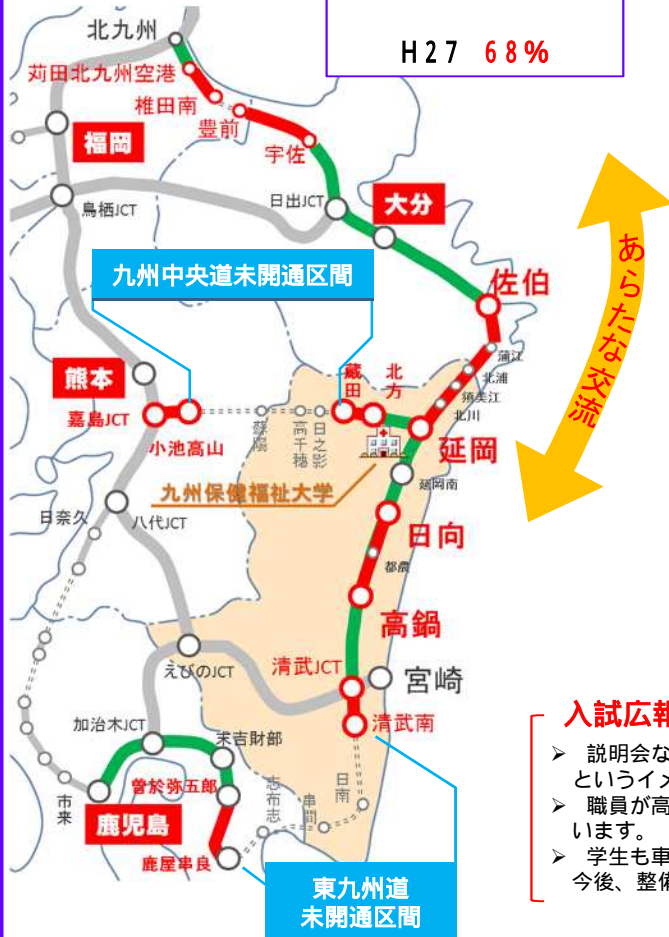 H27 68%
北九州
苅田北九州空港
椎田南
豊前
宇佐
福岡
鳥栖JCT
日出JCT
大分
あらたな交流
九州中央道未開通区間
佐伯
蒲江
北浦
須美江
北川
熊本
嘉島JCT
小池高山
蘇陽
高千穂
日之影
蔵田
北方
延岡
延岡南
九州保健福祉大学
日奈久
八代JCT
日向
都農
高鍋
えびのJCT
清武JCT
宮崎
清武南
加治木JCT
末吉財部
曽於弥五郎
志布志
串間
日南
市来
鹿児島
鹿屋串良
東九州道
未開通区間
入試広報
➢ 説明会な
というイメ
➢ 職員が高
います。
➢ 学生も車
今後、整備